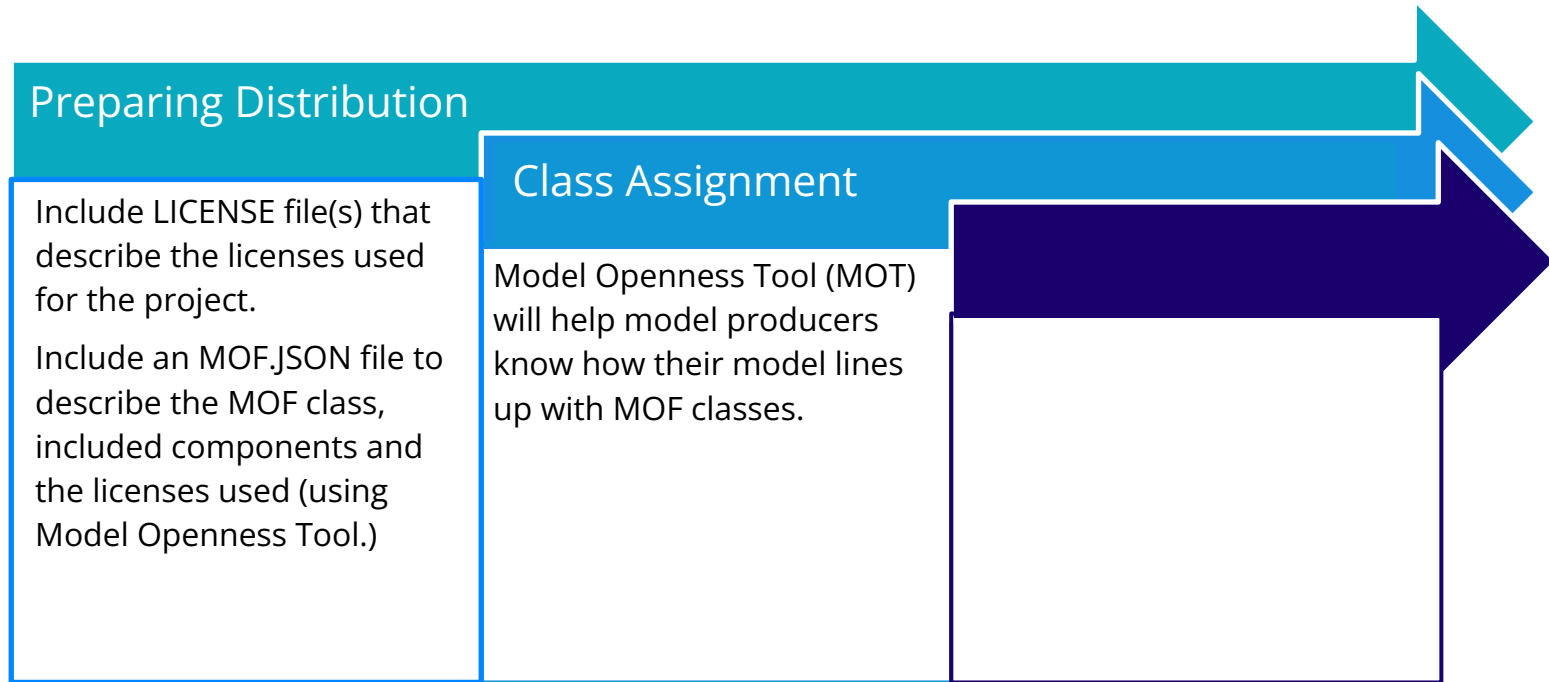 Preparing Distribution
Include LICENSE file(s) that
describe the licenses used
for the project.
Include an MOF.JSON file to
describe the MOF class,
included components and
the licenses used (using
Model Openness Tool.)
Class Assignment
Model Openness Tool (MOT)
will help model producers
know how their model lines
up with MOF classes.